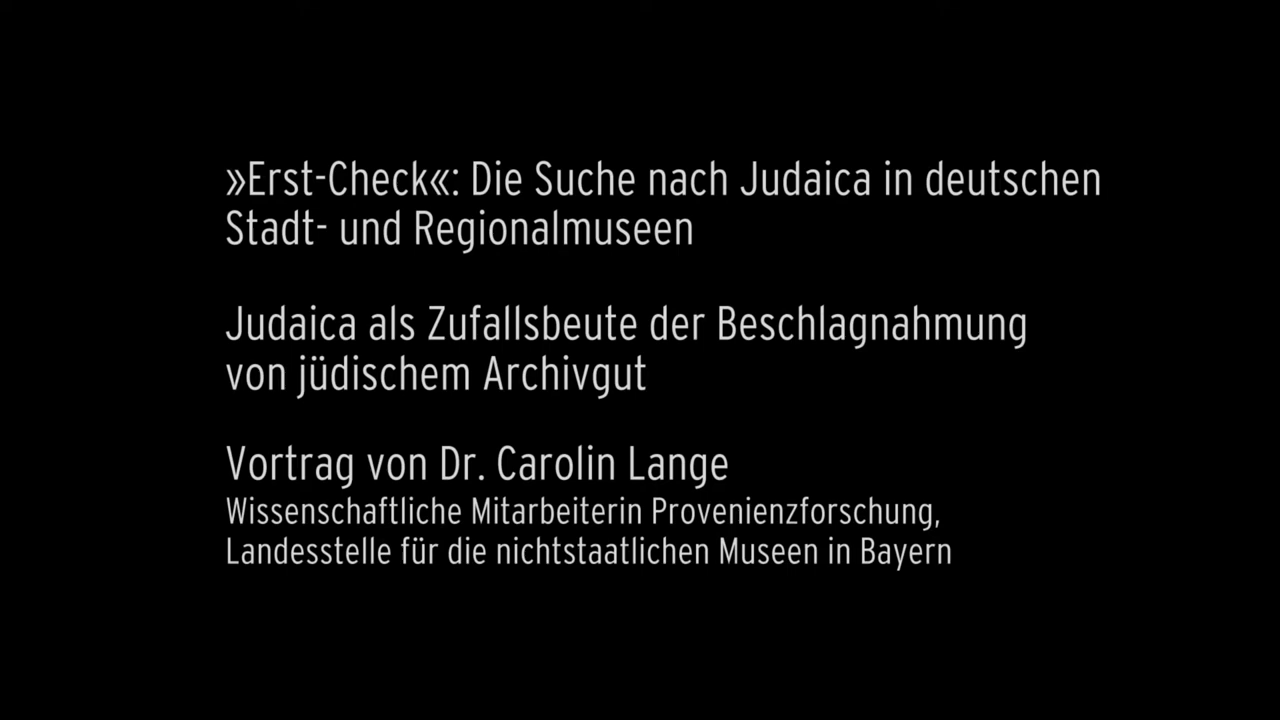 »Erst-Check«: Die Suche nach Judaica in deutschen
Stadt- und Regionalmuseen
Judaica als Zufallsbeute der Beschlagnahmung
von jüdischem Archivgut
Vortrag von Dr. Carolin Lange
Wissenschaftliche Mitarbeiterin Provenienzforschung,
Landesstelle für die nichtstaatlichen Museen in Bayern